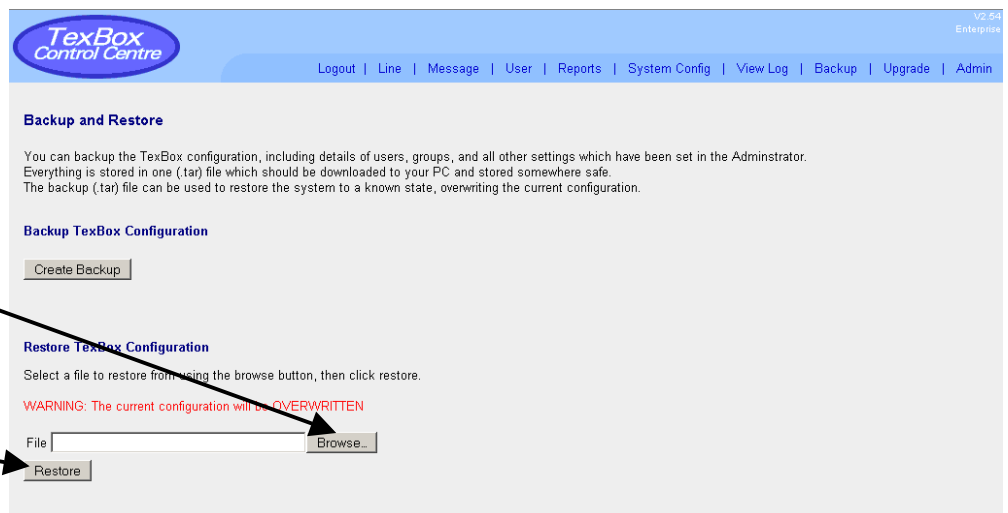 V2.54
Enterprise
TexBox
Control Centre
Logout | Line | Message | User | Reports | System Config | View Log | Backup | Upgrade | Admin
Backup and Restore
You can backup the TexBox configuration, including details of users, groups, and all other settings which have been set in the Adminstrator.
Everything is stored in one (.tar) file which should be downloaded to your PC and stored somewhere safe.
The backup (.tar) file can be used to restore the system to a known state, overwriting the current configuration.
Backup TexBox Configuration
Create Backup
Restore TexBox Configuration
Select a file to restore from using the browse button, then click restore.
WARNING: The current configuration will be OVERWRITTEN
File Browse...
Restore